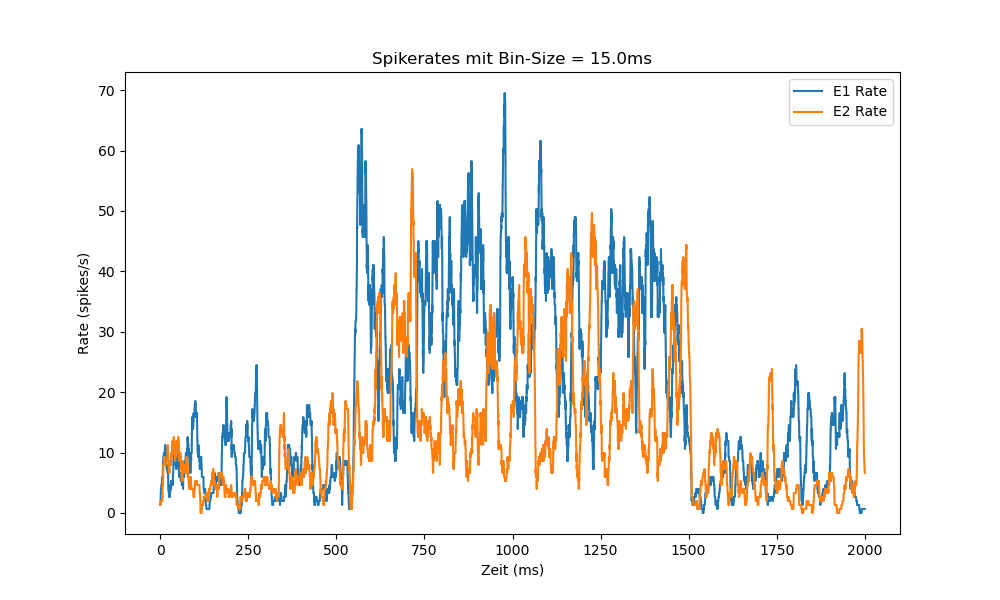 Spikerates mit Bin-Size = 15.0ms
E1 Rate
E2 Rate
Rate (spikes/s)
70
60
50
40
30
20
10
0
0 250 500 750 1000 1250 1500 1750 2000
Zeit (ms)